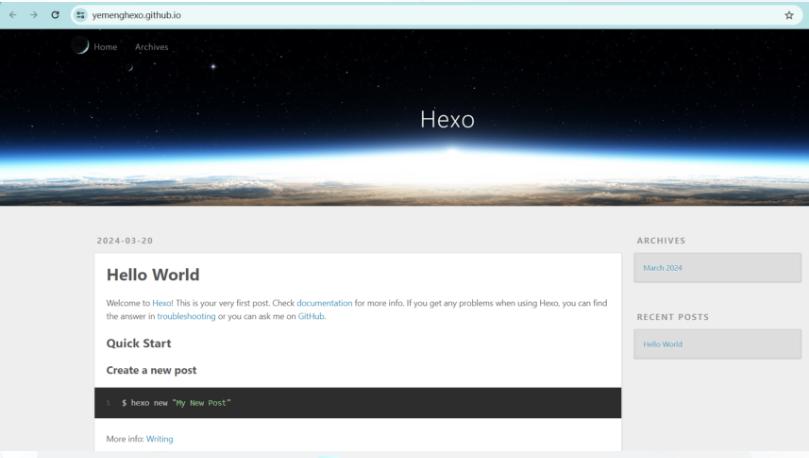 yemenghexo.github.io
Home Archives
Hexo
2024-03-20
Hello World
Welcome to Hexo! This is your very first post. Check documentation for more info. If you get any problems when using Hexo, you can find
the answer in troubleshooting or you can ask me on GitHub.
Quick Start
Create a new post
1 $ hexo new "My New Post"
More info: Writing
ARCHIVES
March 2024
RECENT POSTS
Hello World